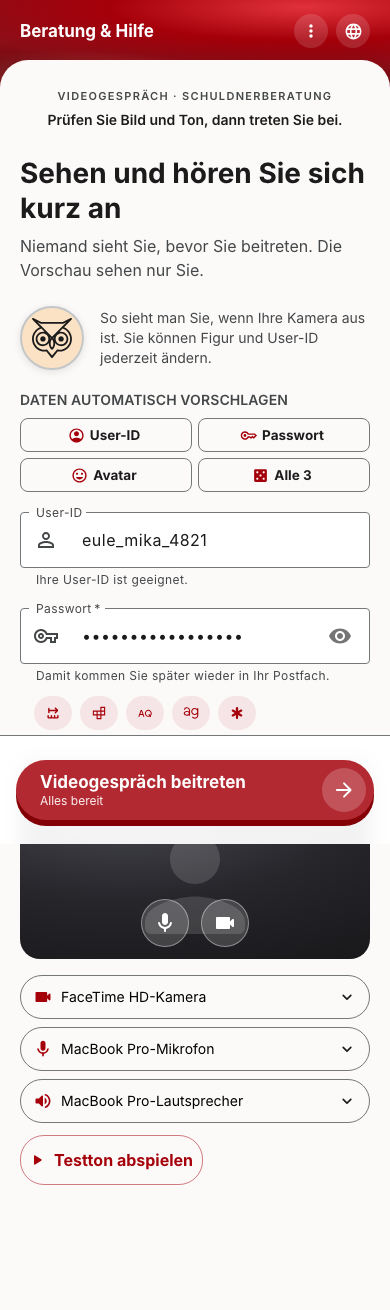 Beratung & Hilfe
VIDEOGESPRÄCH · SCHULDNERBERATUNG
Prüfen Sie Bild und Ton, dann treten Sie bei.
Sehen und hören Sie sich
kurz an
Niemand sieht Sie, bevor Sie beitreten. Die
Vorschau sehen nur Sie.
So sieht man Sie, wenn Ihre Kamera aus
ist. Sie können Figur und User-ID
jederzeit ändern.
DATEN AUTOMATISCH VORSCHLAGEN
User-ID
Passwort
Avatar
Alle 3
User-ID
eule_mika_4821
Ihre User-ID ist geeignet.
Passwort *
•••••••••••••••••
Damit kommen Sie später wieder in Ihr Postfach.
AQ
ag
Videogespräch beitreten
Alles bereit
FaceTime HD-Kamera
MacBook Pro-Mikrofon
MacBook Pro-Lautsprecher
Testton abspielen